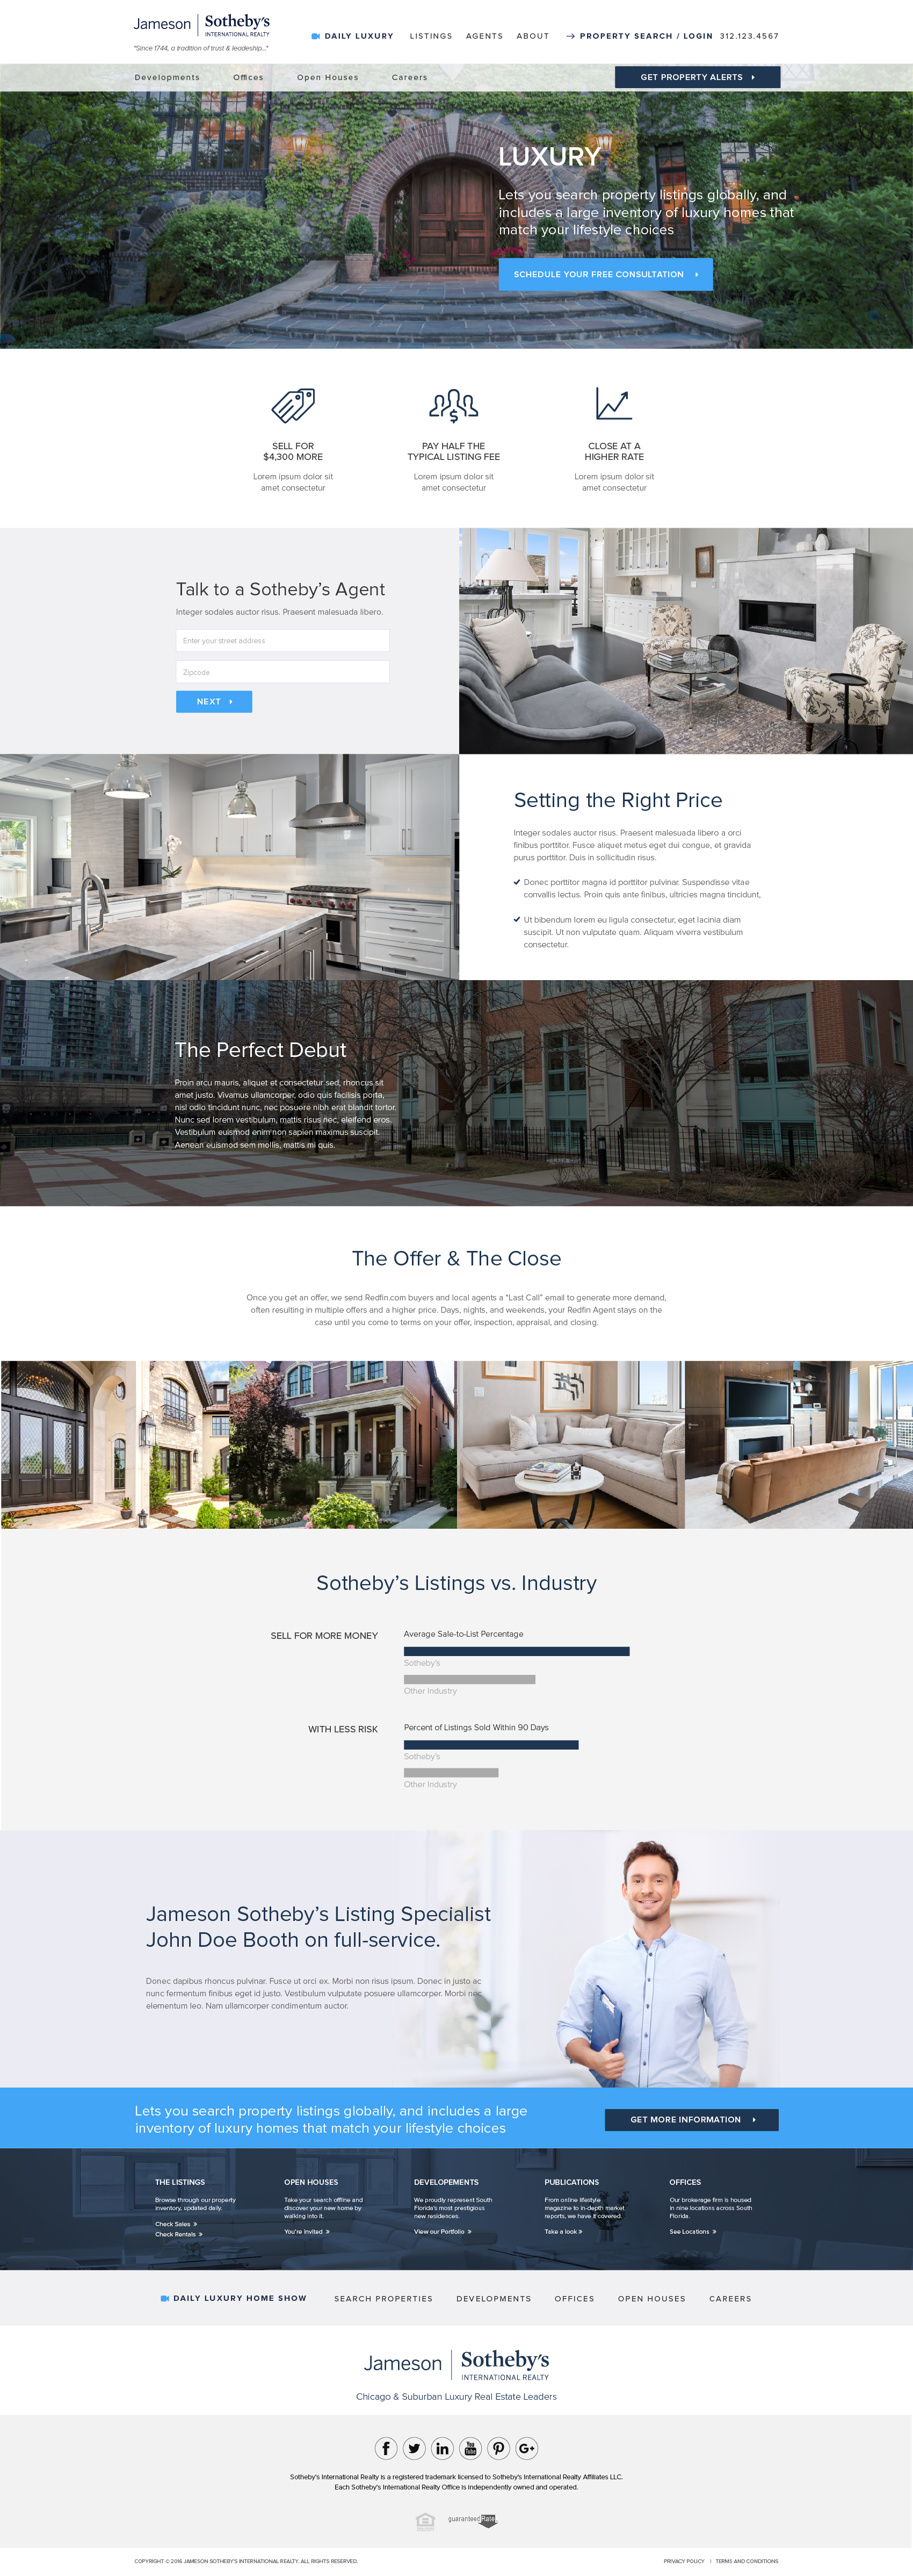 Jameson | Sotheby's
INTERNATIONAL REALTY
"Since 1744, a tradition of trust & leadership..."
DAILY LUXURY LISTINGS AGENTS ABOUT PROPERTY SEARCH / LOGIN 312.123.4567
Developments Offices Open Houses Careers GET PROPERTY ALERTS
LUXURY
Lets you search property listings globally, and
includes a large inventory of luxury homes that
match your lifestyle choices
SCHEDULE YOUR FREE CONSULTATION
SELL FOR
$4,300 MORE
Lorem ipsum dolor sit
amet consectetur
PAY HALF THE
TYPICAL LISTING FEE
Lorem ipsum dolor sit
amet consectetur
CLOSE AT A
HIGHER RATE
Lorem ipsum dolor sit
amet consectetur
Talk to a Sotheby's Agent
Integer sodales auctor risus. Praesent malesuada libero.
Enter your street address
Zipcode
NEXT
Setting the Right Price
Integer sodales auctor risus. Praesent malesuada libero a orci
finibus porttitor. Fusce aliquet metus eget dui congue, et gravida
purus porttitor. Duis in sollicitudin risus.
Donec porttitor magna id porttitor pulvinar. Suspendisse vitae
convallis lectus. Proin quis ante finibus, ultricies magna tincidunt,
Ut bibendum lorem eu ligula consectetur, eget lacinia diam
suscipit. Ut non vulputate quam. Aliquam viverra vestibulum
consectetur.
The Perfect Debut
Proin arcu mauris, aliquet et consectetur sed, rhoncus sit
amet justo. Vivamus ullamcorper, odio quis facilisis porta,
nisl odio tincidunt nunc, nec posuere nibh erat blandit tortor.
Nunc sed lorem vestibulum, mattis risus nec, eleifend eros.
Vestibulum euismod enim non sapien maximus suscipit.
Aenean euismod sem mollis, mattis mi quis.
The Offer & The Close
Once you get an offer, we send Redfin.com buyers and local agents a "Last Call" email to generate more demand,
often resulting in multiple offers and a higher price. Days, nights, and weekends, your Redfin Agent stays on the
case until you come to terms on your offer, inspection, appraisal, and closing.
Sotheby's Listings vs. Industry
SELL FOR MORE MONEY
Average Sale-to-List Percentage
Sotheby's
Other Industry
WITH LESS RISK
Percent of Listings Sold Within 90 Days
Sotheby's
Other Industry
Jameson Sotheby's Listing Specialist
John Doe Booth on full-service.
Donec dapibus rhoncus pulvinar. Fusce ut orci ex. Morbi non risus ipsum. Donec in justo ac
nunc fermentum finibus eget id justo. Vestibulum vulputate posuere ullamcorper. Morbi nec
elementum leo. Nam ullamcorper condimentum auctor.
Lets you search property listings globally, and includes a large
inventory of luxury homes that match your lifestyle choices
GET MORE INFORMATION
THE LISTINGS
Browse through our property
inventory, updated daily.
Check Sales »
Check Rentals »
OPEN HOUSES
Take your search offline and
discover your new home by
walking into it.
You're Invited »
DEVELOPEMENTS
We proudly represent South
Florida's most prestigious
new residences.
View our Portfolio »
PUBLICATIONS
From online lifestyle
magazine to in-depth market
reports, we have it covered.
Take a look »
OFFICES
Our brokerage firm is housed
in nine locations across South
Florida.
See Locations »
DAILY LUXURY HOME SHOW SEARCH PROPERTIES DEVELOPMENTS OFFICES OPEN HOUSES CAREERS
Jameson | Sotheby's
INTERNATIONAL REALTY
Chicago & Suburban Luxury Real Estate Leaders
f in You Tube G+
Sotheby's International Realty is a registered trademark licensed to Sotheby's International Realty Affiliates LLC.
Each Sotheby's International Realty Office is independently owned and operated.
guaranteed Rate
COPYRIGHT © 2016 JAMESON SOTHEBY'S INTERNATIONAL REALTY. ALL RIGHTS RESERVED.
PRIVACY POLICY | TERMS AND CONDITIONS